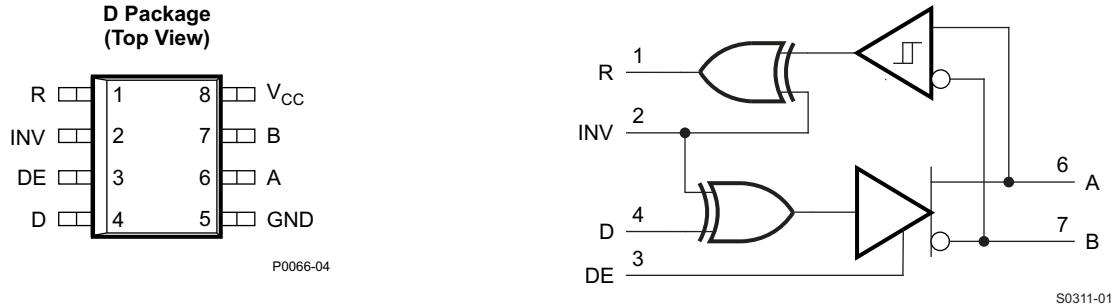 D Package
(Top View)
R 1 8 VCC
INV 2 7 B
DE 3 6 A
D 4 5 GND
P0066-04
R 1
INV 2
D 4
DE 3
6 A
7 B
S0311-01